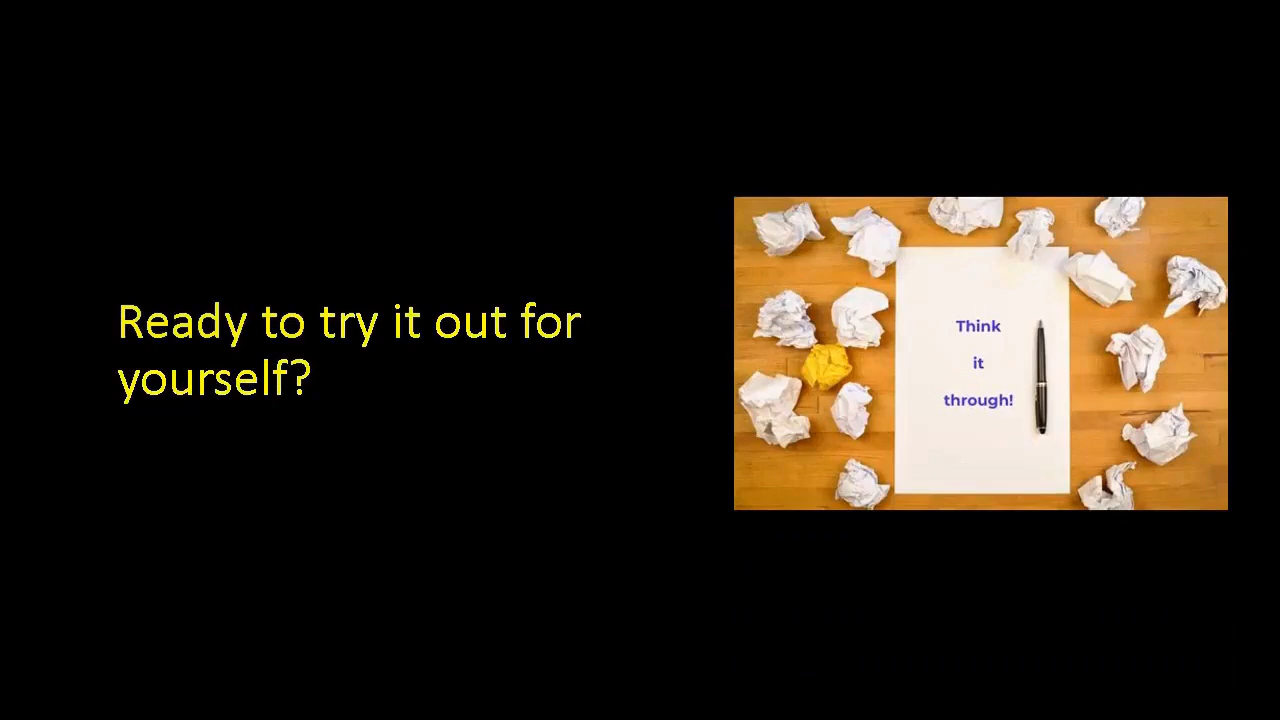 Ready to try it out for
yourself?
Think
it
through!